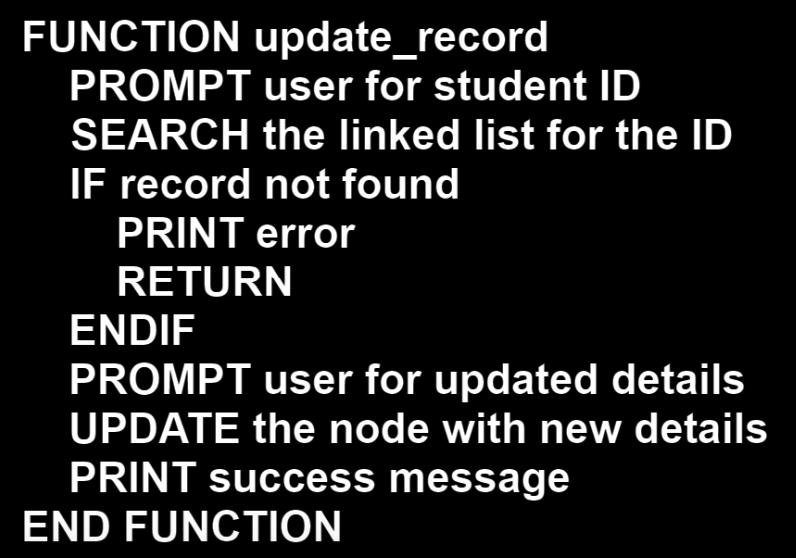 FUNCTION update_record
PROMPT user for student ID
SEARCH the linked list for the ID
IF record not found
PRINT error
RETURN
ENDIF
PROMPT user for updated details
UPDATE the node with new details
PRINT success message
END FUNCTION